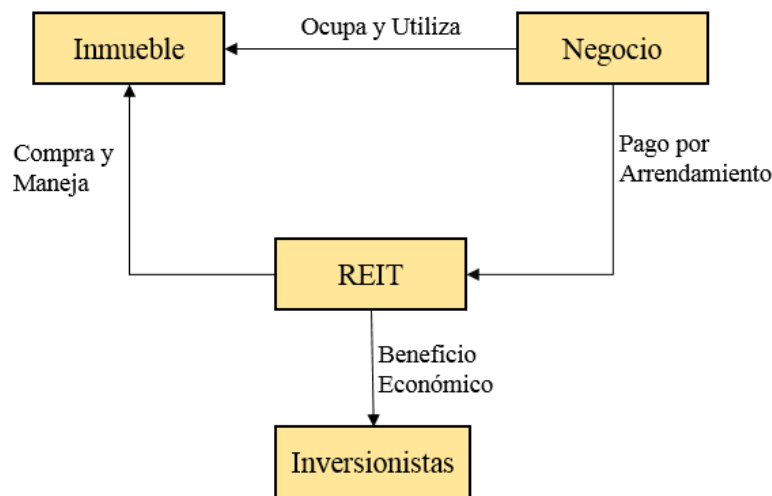 Ocupa y Utiliza
Inmueble
Negocio
Compra y
Maneja
Pago por
Arrendamiento
REIT
Beneficio
Económico
Inversionistas